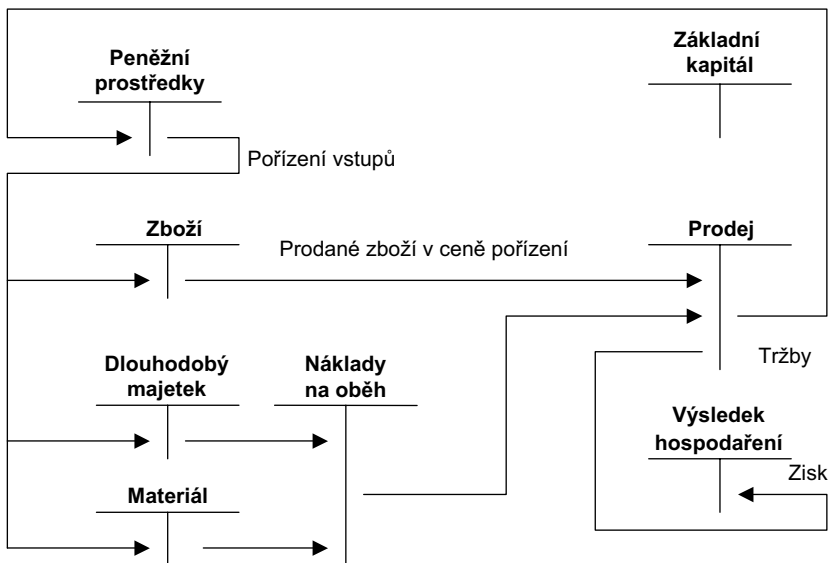 Peněžní
prostředky
Základní
kapitál
Pořízení vstupů
Zboží
Prodané zboží v ceně pořízení
Prodej
Dlouhodobý
majetek
Náklady
na oběh
Tržby
Výsledek
hospodaření
Zisk
Materiál